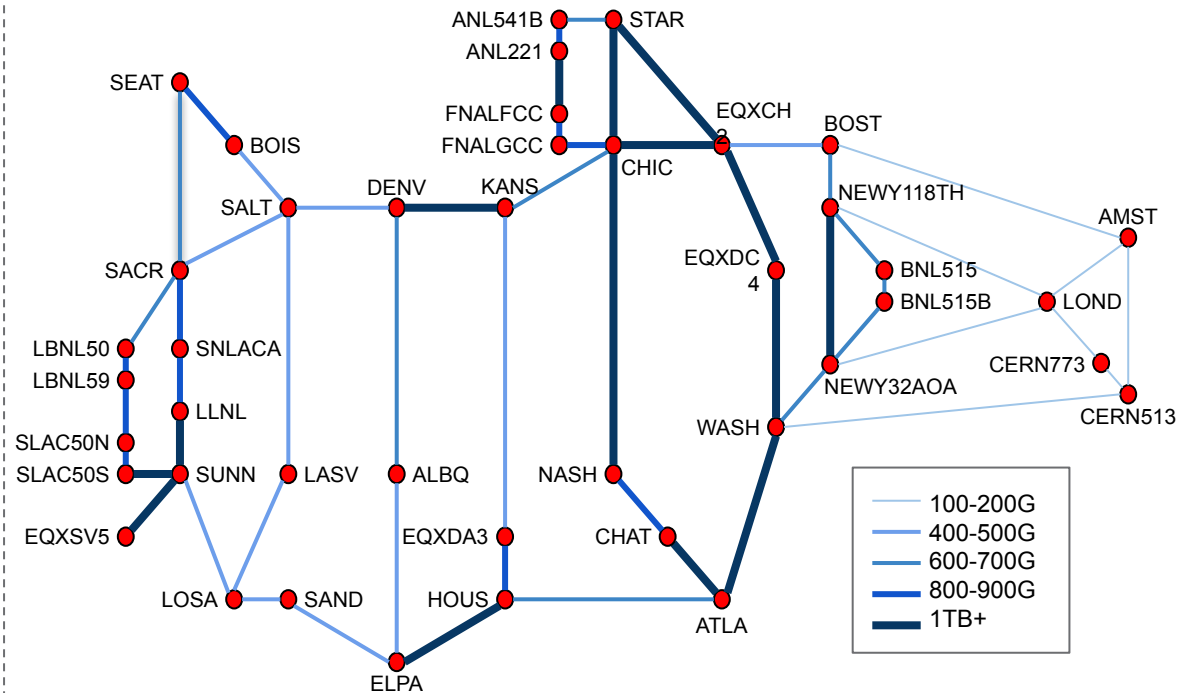 ANL541B
STAR
ANL221
SEAT
FNALFCC
EQXCH
2
BOST
BOIS
FNALGCC
CHIC
DENV
KANS
NEWY118TH
SALT
AMST
SACR
EQXDC
4
BNL515
BNL515B
LOND
LBNL50
SNLACA
LBNL59
CERN773
NEWY32AOA
LLNL
CERN513
WASH
SLAC50N
SLAC50S
SUNN
LASV
ALBQ
NASH
EQXSV5
EQXDA3
CHAT
LOSA
SAND
HOUS
ATLA
ELPA
100-200G
400-500G
600-700G
800-900G
1TB+